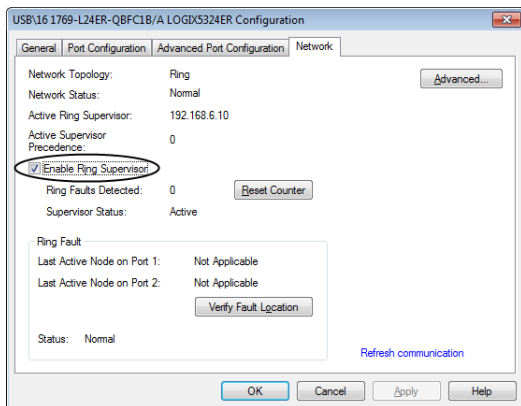 USB\16 1769-L24ER-QBFC1B/A LOGIX5324ER Configuration
General Port Configuration Advanced Port Configuration Network
Network Topology: Ring Advanced...
Network Status: Normal
Active Ring Supervisor: 192.168.6.10
Active Supervisor
Precedence: 0
Enable Ring Supervisor
Ring Faults Detected: 0 Reset Counter
Supervisor Status: Active
Ring Fault
Last Active Node on Port 1: Not Applicable
Last Active Node on Port 2: Not Applicable
Verify Fault Location
Status: Normal
Refresh communication
OK Cancel Apply Help